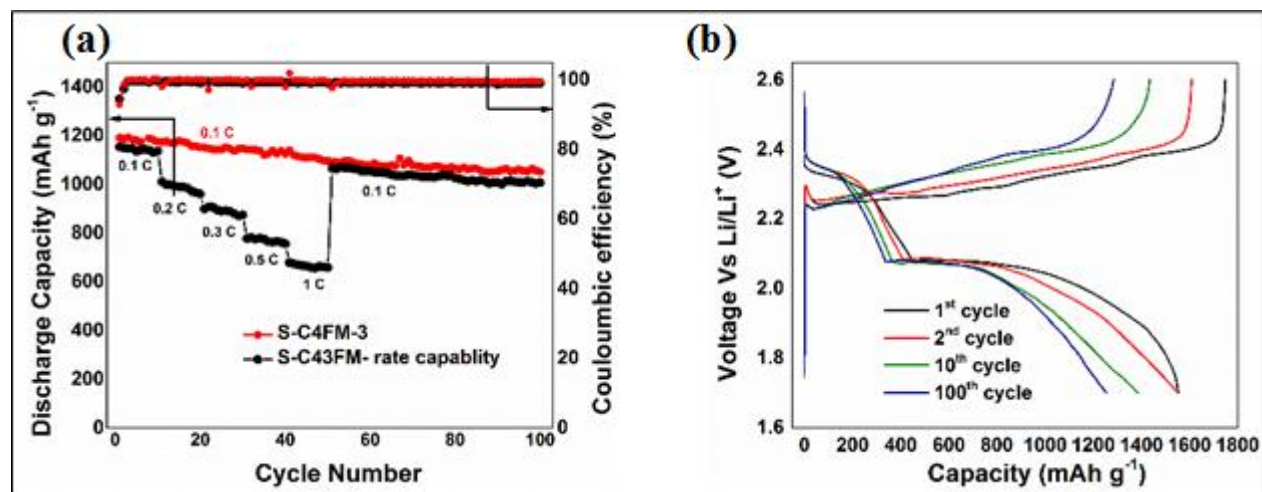 (a)
Discharge Capacity (mAh g⁻¹)
1400
1200
1000
800
600
400
200
0
0.1 C
0.1 C
0.2 C
0.3 C
0.5 C
1 C
0.1 C
S-C4FM-3
S-C43FM- rate capablity
100
80
60
40
20
0
Couloumbic efficiency (%)
0
20
40
60
80
100
Cycle Number
(b)
Voltage Vs Li/Li⁺ (V)
2.6
2.4
2.2
2.0
1.8
1.6
1ˢᵗ cycle
2ⁿᵈ cycle
10ᵗʰ cycle
100ᵗʰ cycle
0
200
400
600
800
1000
1200
1400
1600
1800
Capacity (mAh g⁻¹)